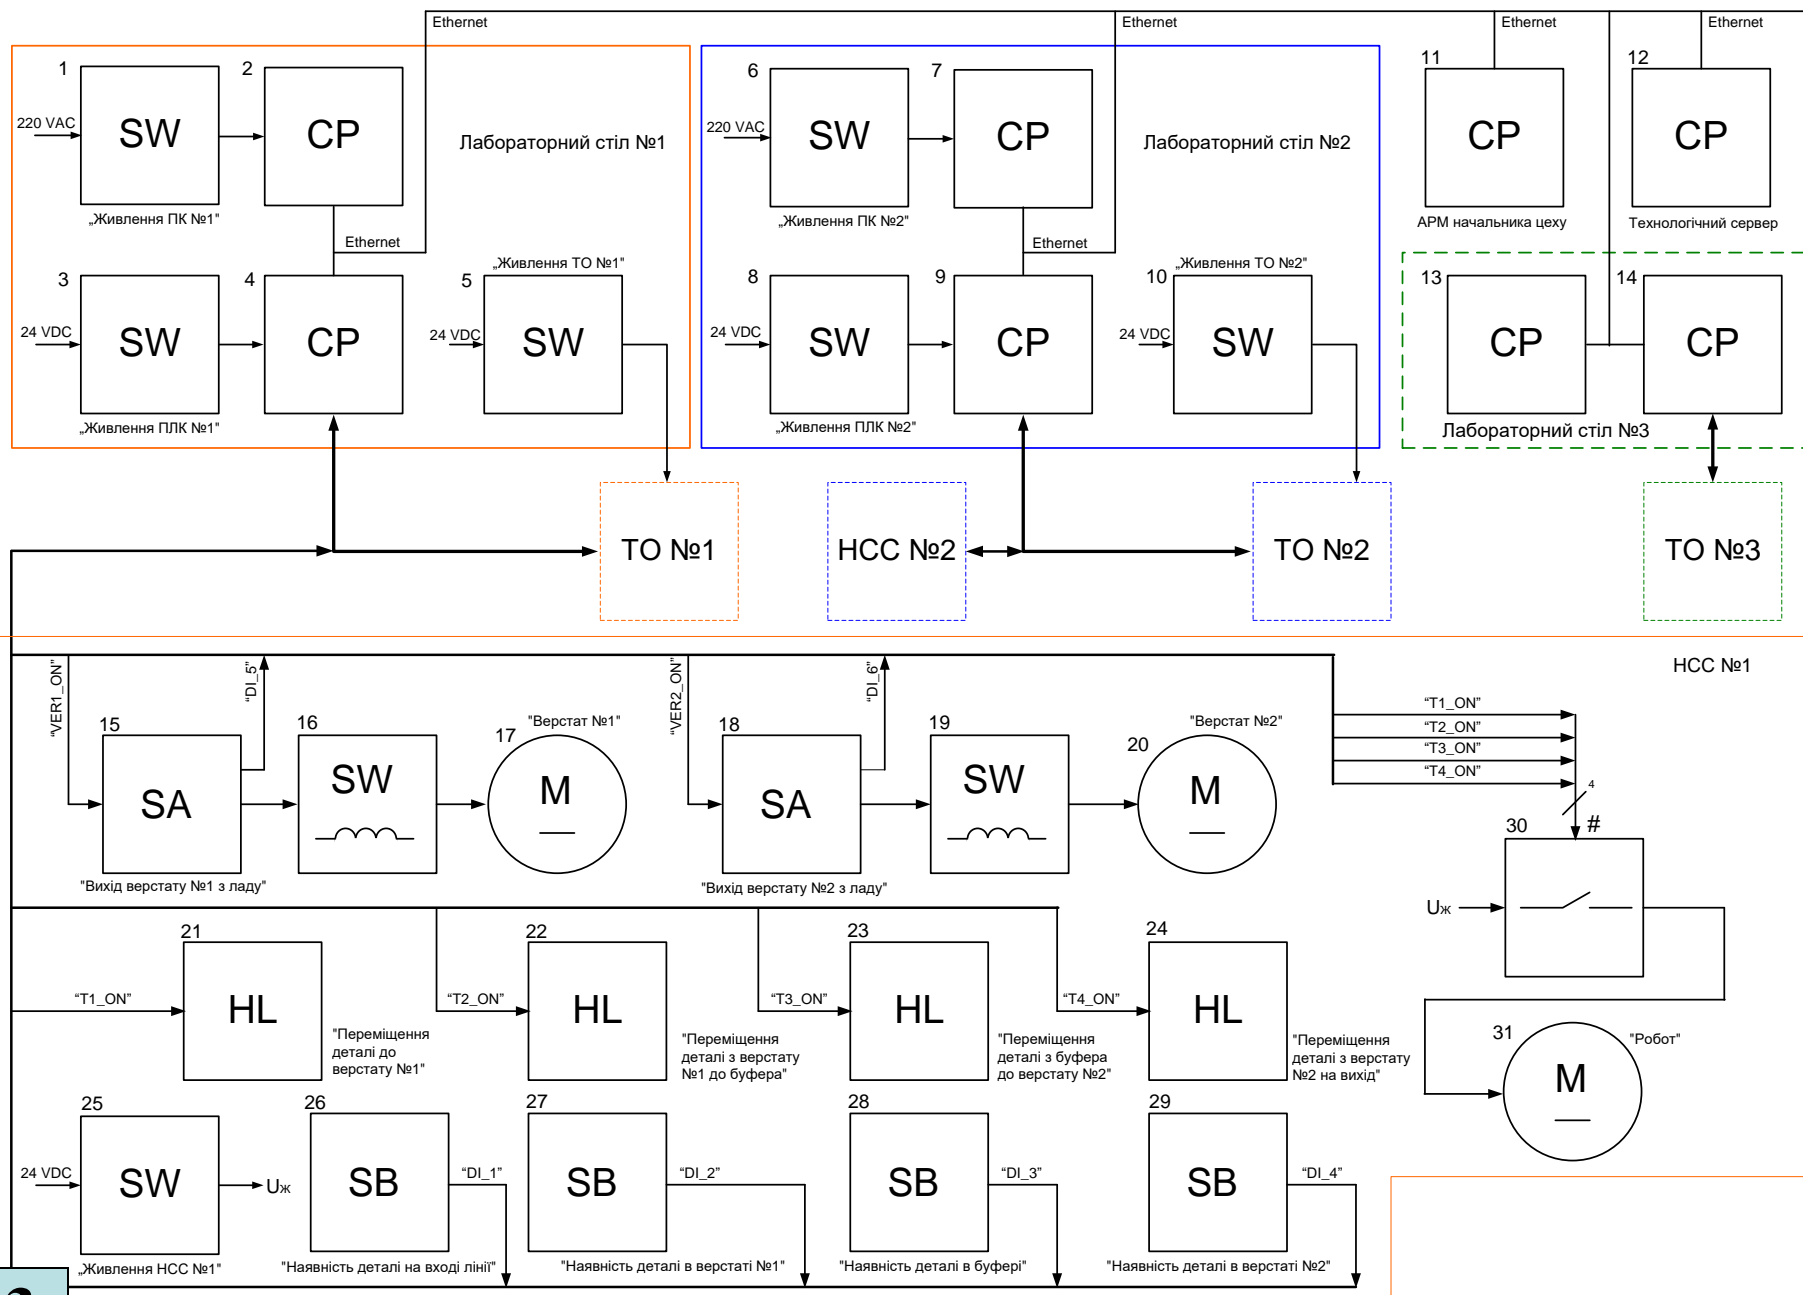 Ethernet
Ethernet
Ethernet
Ethernet
1
2
6
7
11
12
220 VAC
SW
CP
Лабораторний стіл №1
220 VAC
SW
CP
Лабораторний стіл №2
CP
CP
„Живлення ПК №1"
„Живлення ПК №2"
АРМ начальника цеху
Технологічний сервер
Ethernet
Ethernet
„Живлення ТО №1"
„Живлення ТО №2"
3
4
5
8
9
10
13
14
24 VDC
SW
CP
24 VDC
SW
24 VDC
SW
CP
24 VDC
SW
CP
CP
„Живлення ПЛК №1"
„Живлення ПЛК №2"
Лабораторний стіл №3
ТО №1
НСС №2
ТО №2
ТО №3
НСС №1
“VER1_ON”
“DI_5”
“VER2_ON”
“DI_6”
“T1_ON”
“T2_ON”
“T3_ON”
“T4_ON”
15
16
17
"Верстат №1"
18
19
20
"Верстат №2"
SA
SW
M
SA
SW
M
4
30
#
"Вихід верстату №1 з ладу"
"Вихід верстату №2 з ладу"
Uж
21
22
23
24
“T1_ON”
HL
“T2_ON”
HL
“T3_ON”
HL
“T4_ON”
HL
"Переміщення
деталі до
верстату №1"
"Переміщення
деталі з верстату
№1 до буфера"
"Переміщення
деталі з буфера
до верстату №2"
"Переміщення
деталі з верстату
№2 на вихід"
31
"Робот"
M
25
26
27
28
29
24 VDC
SW
Uж
SB
“DI_1”
SB
“DI_2”
SB
“DI_3”
SB
“DI_4”
„Живлення НСС №1"
"Наявність деталі на вході лінії"
"Наявність деталі в верстаті №1"
"Наявність деталі в буфері"
"Наявність деталі в верстаті №2"